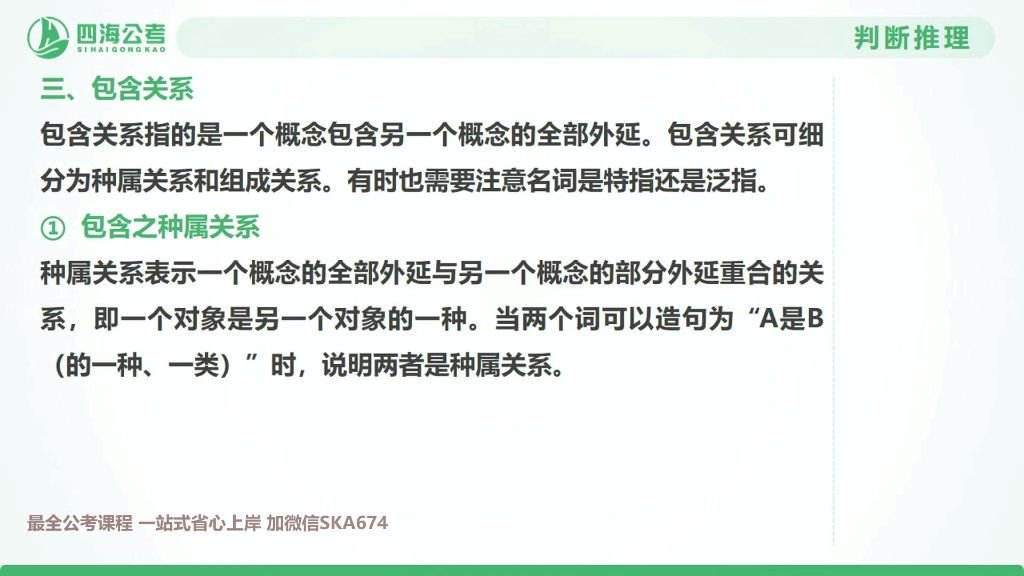 四海公考
SIHAIGONGKAO
判断推理
三、包含关系
包含关系指的是一个概念包含另一个概念的全部外延。包含关系可细
分为种属关系和组成关系。有时也需要注意名词是特指还是泛指。
① 包含之种属关系
种属关系表示一个概念的全部外延与另一个概念的部分外延重合的关
系，即一个对象是另一个对象的一种。当两个词可以造句为“A是B
（的一种、一类）”时，说明两者是种属关系。
最全公考课程 一站式省心上岸 加微信SKA674